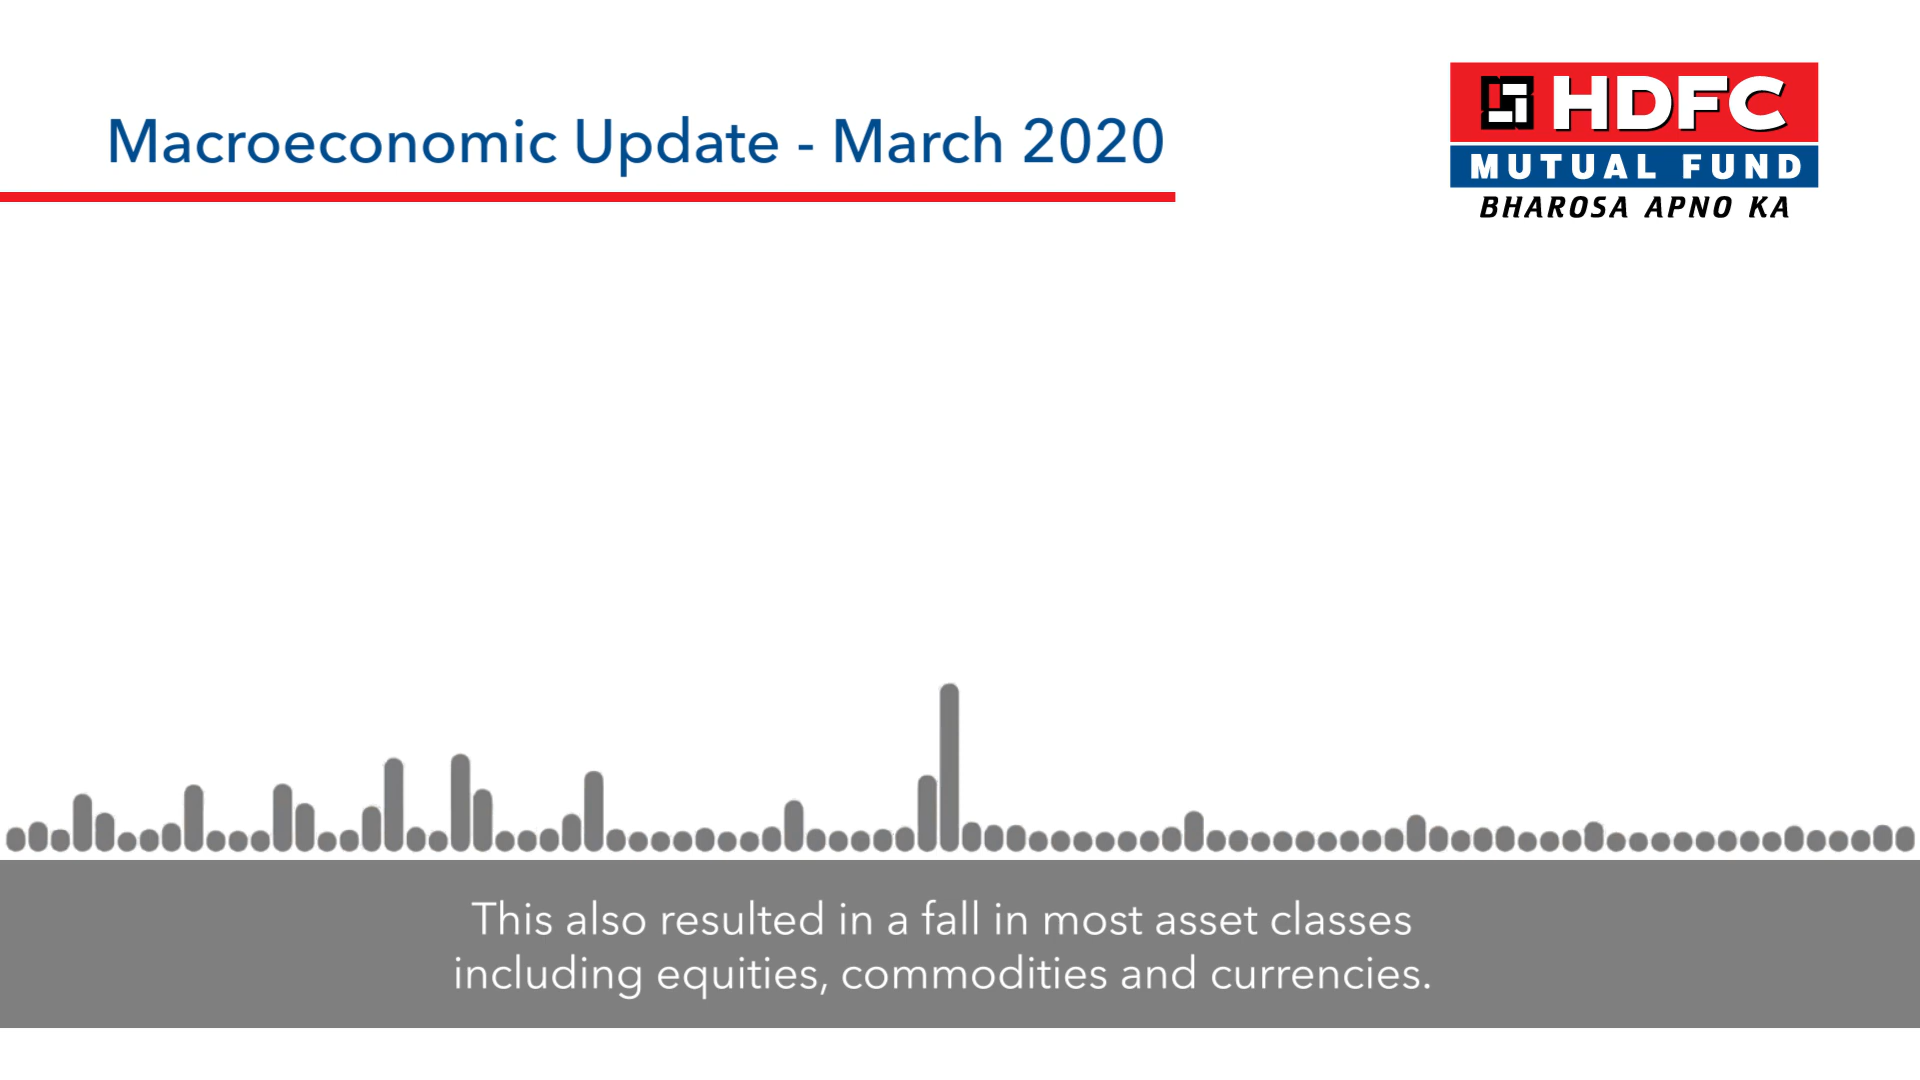 Macroeconomic Update - March 2020
HDFC
MUTUAL FUND
BHAROSA APNO KA
This also resulted in a fall in most asset classes
including equities, commodities and currencies.